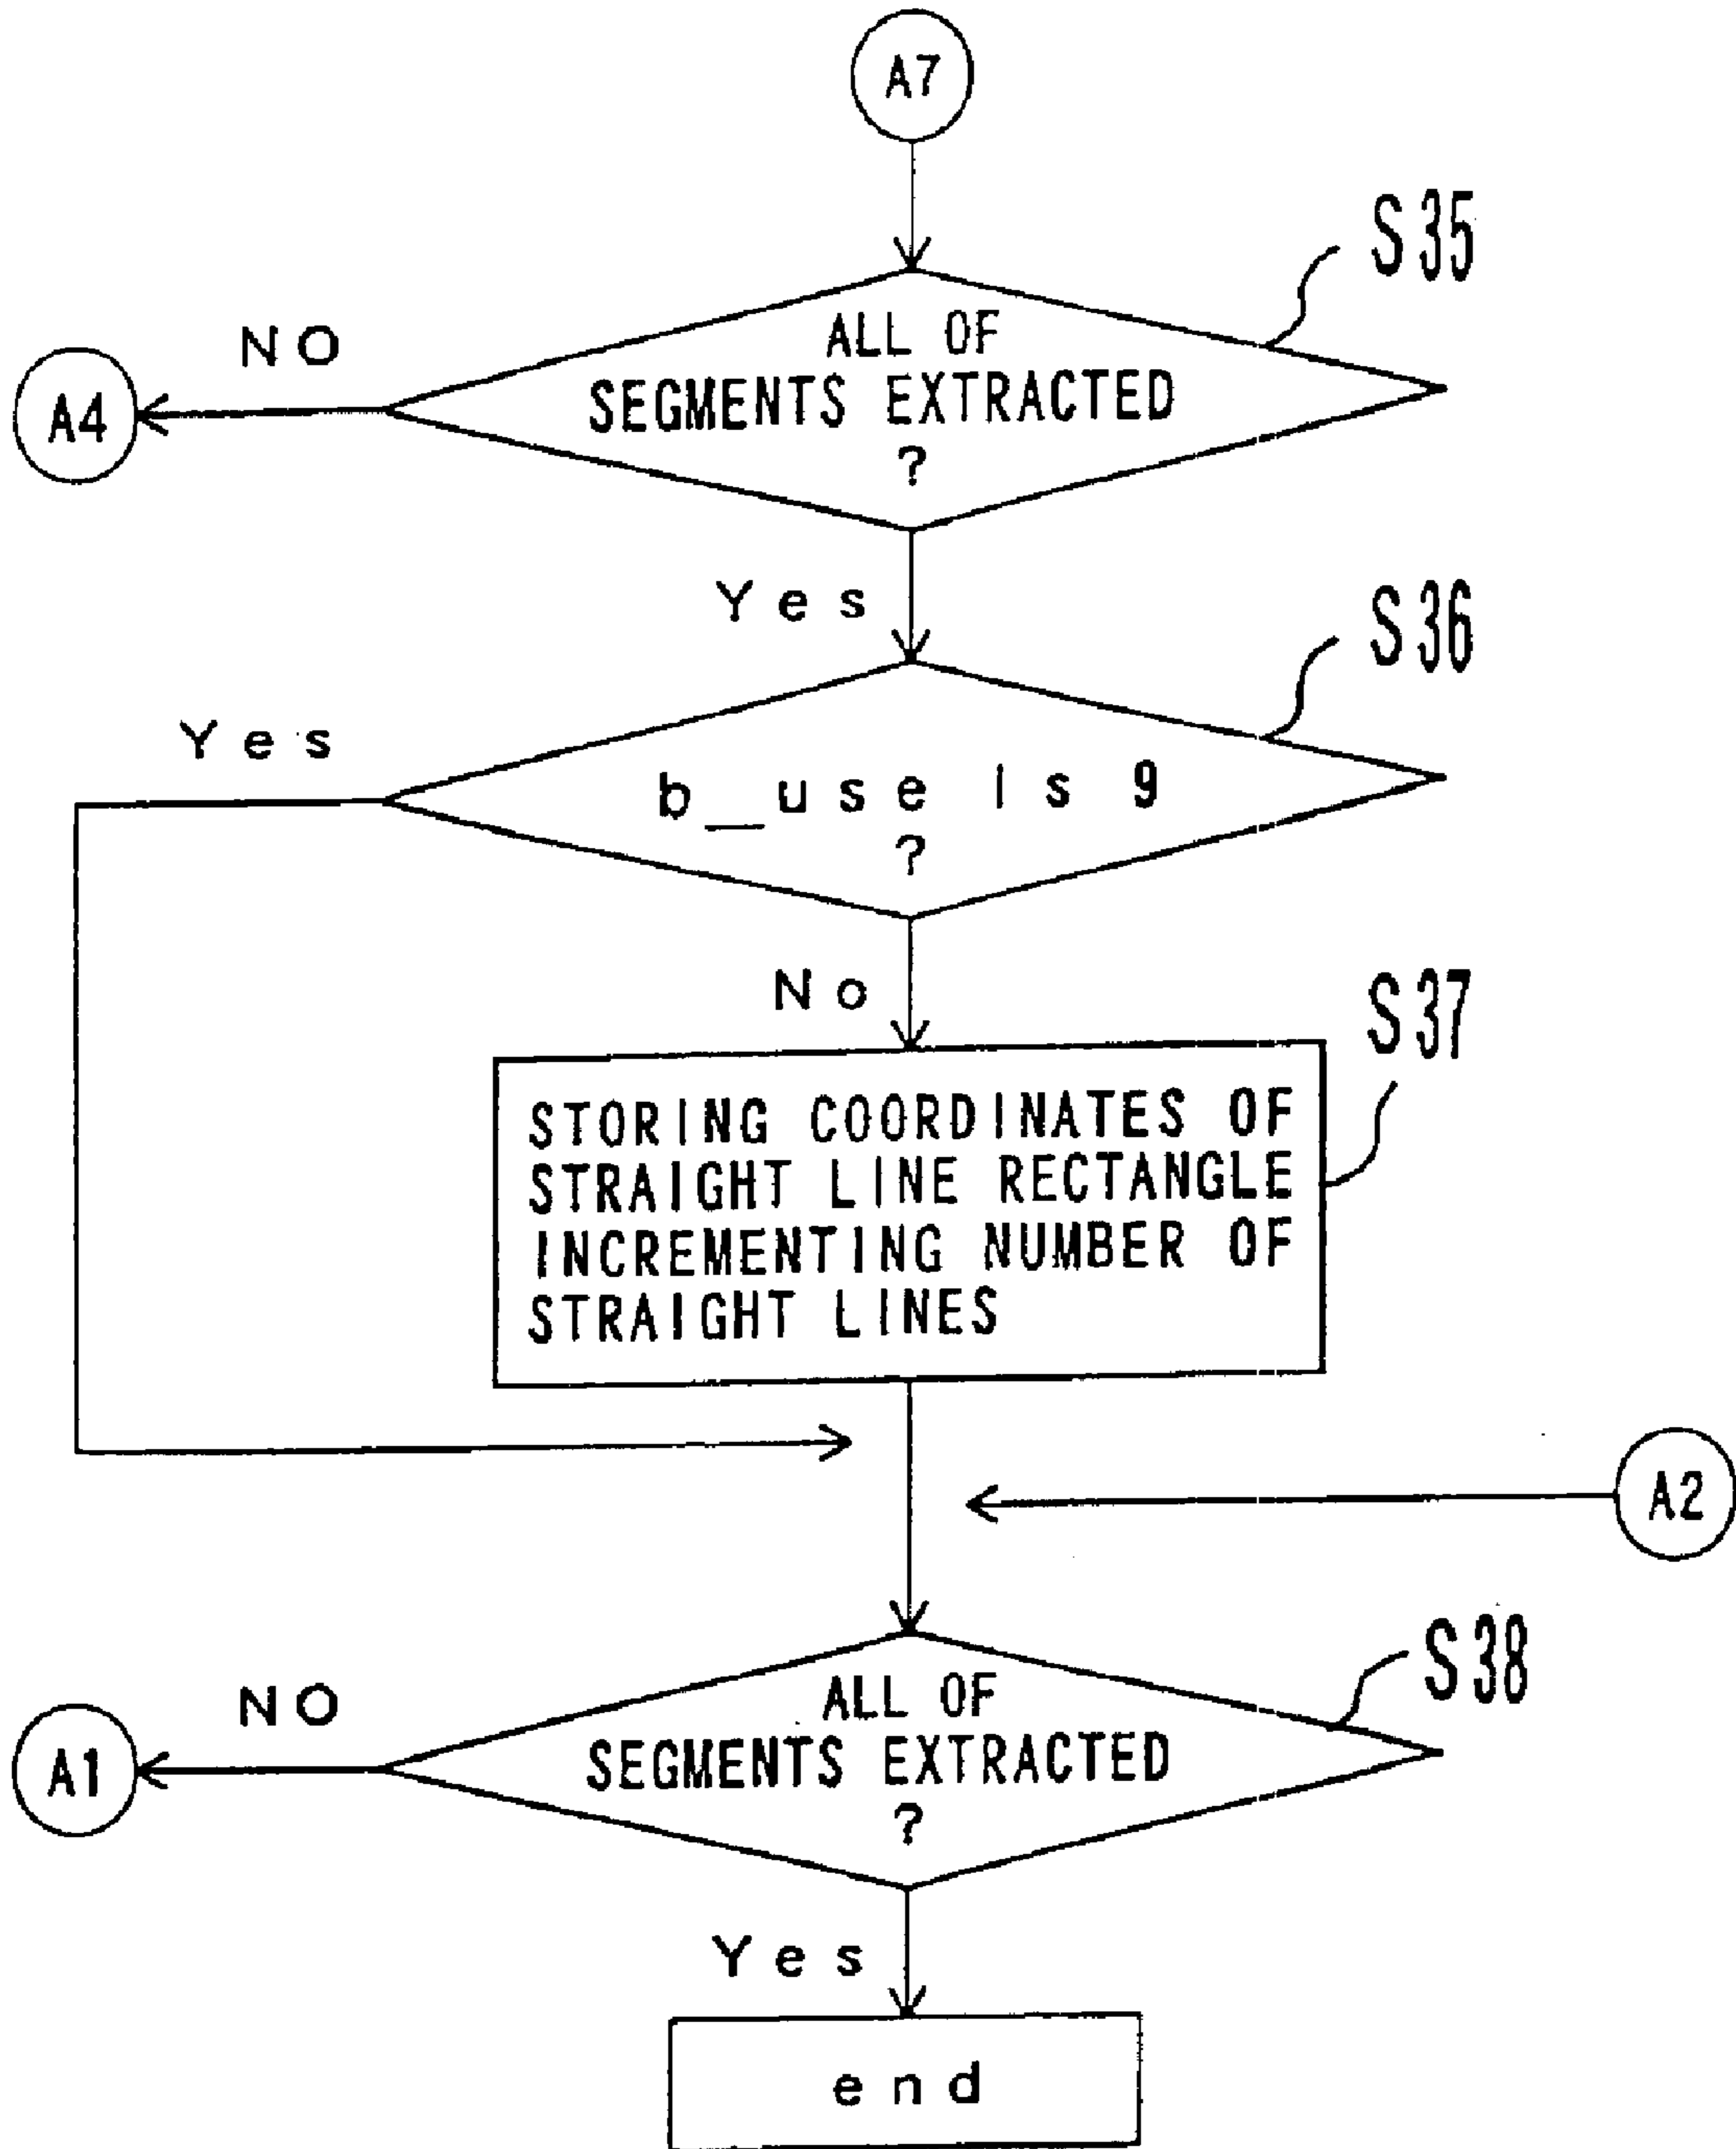 A7
S35
NO
ALL OF
SEGMENTS EXTRACTED
?
A4
Yes
S36
Yes
b_use is 9
?
No
S37
STORING COORDINATES OF
STRAIGHT LINE RECTANGLE
INCREMENTING NUMBER OF
STRAIGHT LINES
A2
S38
NO
ALL OF
SEGMENTS EXTRACTED
?
A1
Yes
end